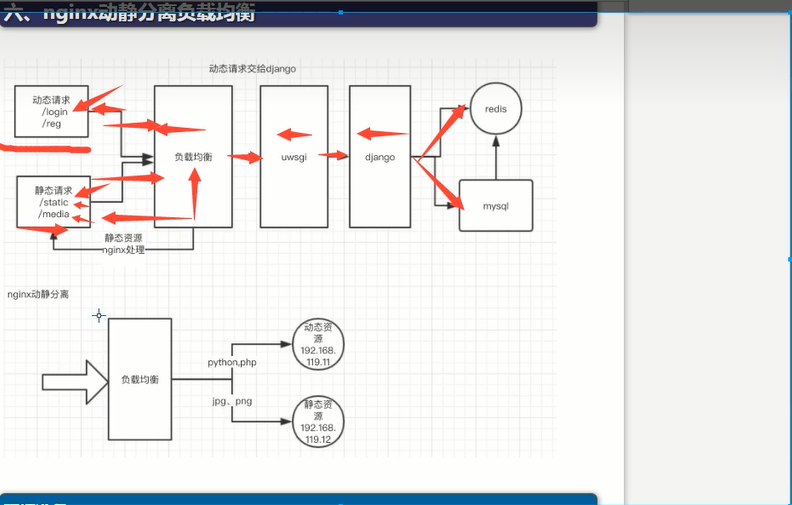 六、nginx动静分离负载均衡
动态请求交给django
动态请求
/login
/reg
负载均衡
uwsgi
django
redis
静态请求
/static
/media
mysql
静态资源
nginx处理
nginx动静分离
负载均衡
python,php
jpg、png
动态资
源
192.168.
119.11
静态资
源
192.168.
119.12